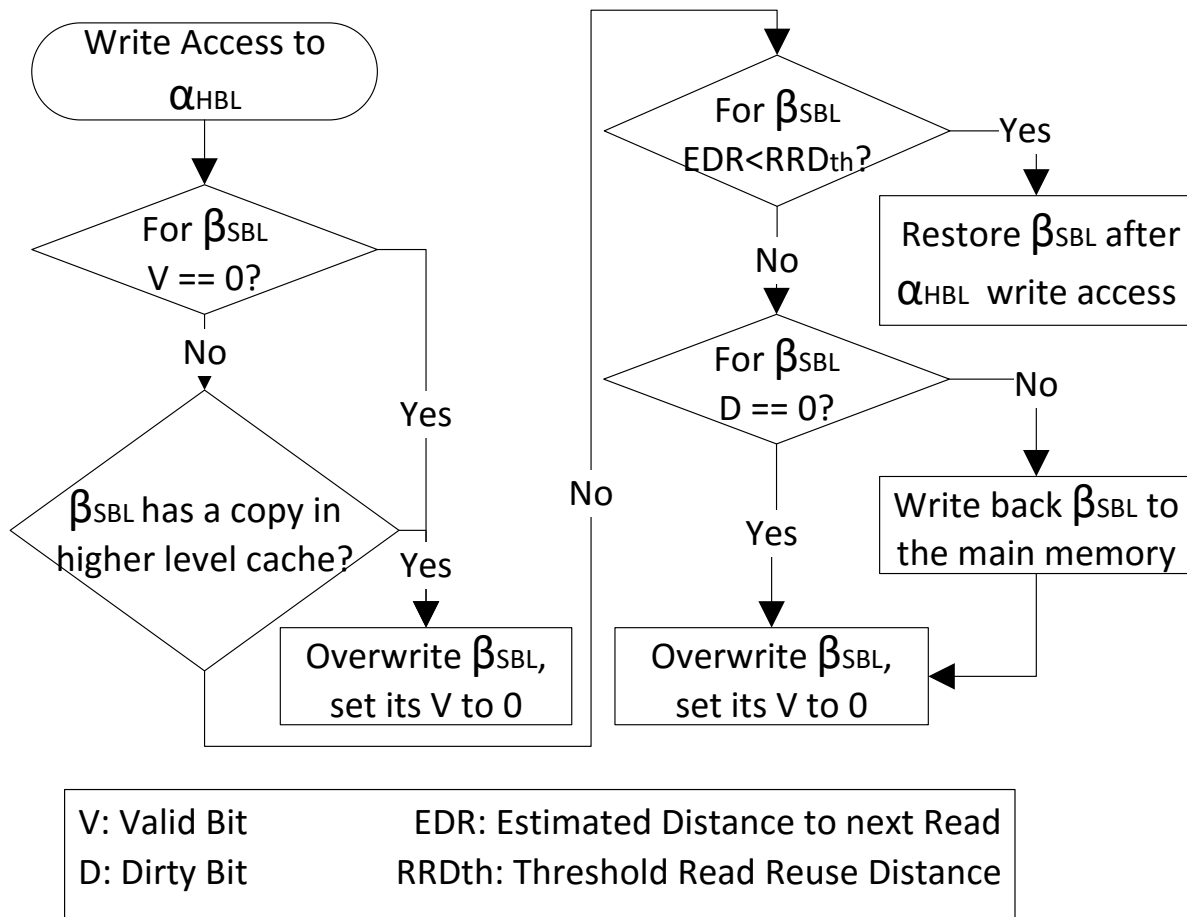 Write Access to
αHBL
For βSBL
V == 0?
No
Yes
βSBL has a copy in
higher level cache?
Yes
Overwrite βSBL,
set its V to 0
No
For βSBL
EDR<RRDth?
Yes
Restore βSBL after
αHBL write access
No
For βSBL
D == 0?
No
Write back βSBL to
the main memory
Yes
Overwrite βSBL,
set its V to 0
V: Valid Bit EDR: Estimated Distance to next Read
D: Dirty Bit RRDth: Threshold Read Reuse Distance